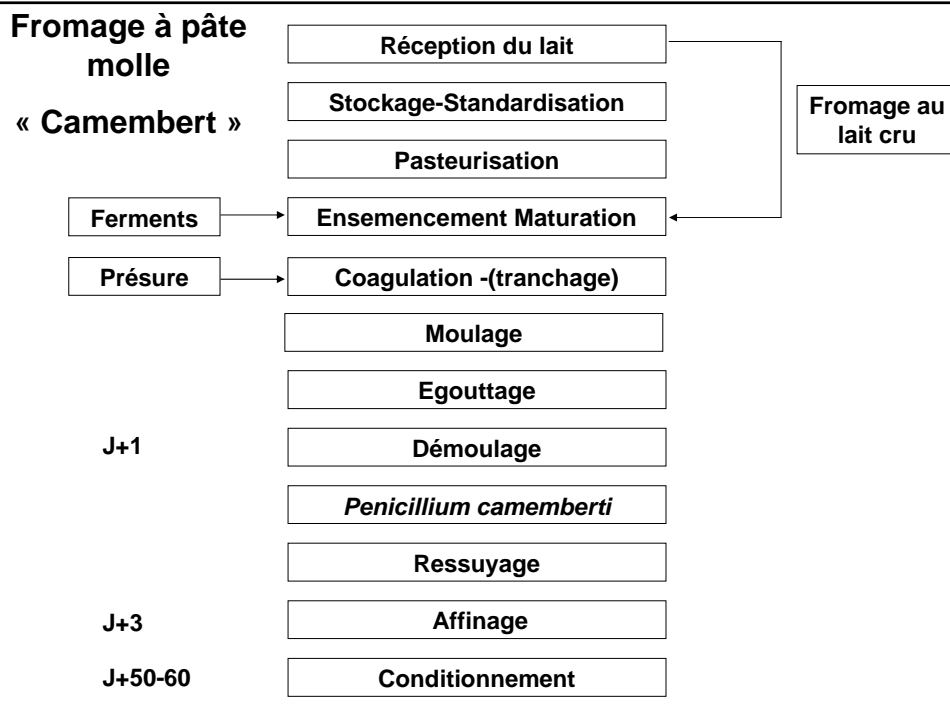 Fromage à pâte
molle
« Camembert »
Réception du lait
Stockage-Standardisation
Fromage au
lait cru
Pasteurisation
Ferments
Ensemencement Maturation
Présure
Coagulation -(tranchage)
Moulage
Egouttage
J+1
Démoulage
Penicillium camemberti
Ressuyage
J+3
Affinage
J+50-60
Conditionnement